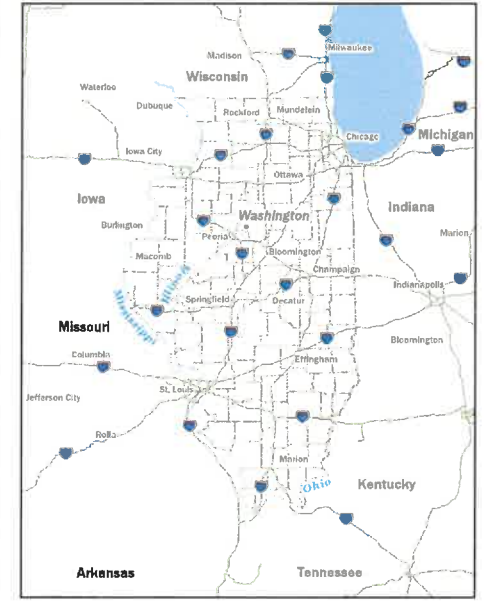 Milwaukee
Madison
Wisconsin
Waterloo
Dubuque
Rockford
Mundelein
Chicago
Michigan
Iowa City
Ottawa
Iowa
Washington
Indiana
Burlington
Peoria
Marion
Macomb
Bloomington
Champaign
Illinois
Mississippi
Springfield
Decatur
Indianapolis
Missouri
Bloomington
Columbia
Effingham
St. Louis
Jefferson City
Rolla
Marion
Ohio
Kentucky
Arkansas
Tennessee